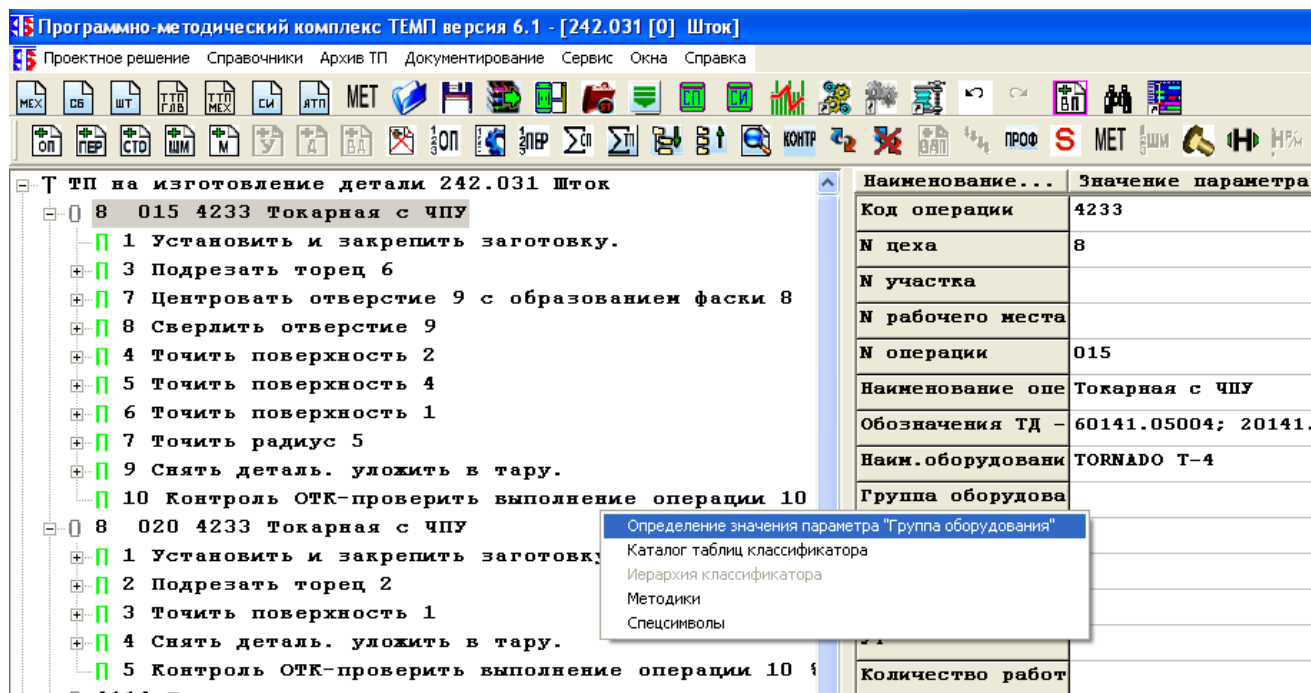 Программно-методический комплекс ТЕМП версия 6.1 - [242.031 [0] Шток]
Проектное решение Справочники Архив ТП Документирование Сервис Окна Справка
МЕХ СБ ШТ ТТП ГЛВ ТТП МЕХ СИ ЯТП МЕТ СП СИ ВП
ОП ПЕР СТО ШМ М У Д ВД ОП ПЕР Σп Σп КОНТР ВАП ПРОФ S МЕТ ШИ Н Н%
ТП на изготовление детали 242.031 Шток
8 015 4233 Токарная с ЧПУ
1 Установить и закрепить заготовку.
3 Подрезать торец 6
7 Центровать отверстие 9 с образованием фаски 8
8 Сверлить отверстие 9
4 Точить поверхность 2
5 Точить поверхность 4
6 Точить поверхность 1
7 Точить радиус 5
9 Снять деталь. уложить в тару.
10 Контроль ОТК-проверить выполнение операции 10
8 020 4233 Токарная с ЧПУ
1 Установить и закрепить заготовку
2 Подрезать торец 2
3 Точить поверхность 1
4 Снять деталь. уложить в тару.
5 Контроль ОТК-проверить выполнение операции 10
Наименование... Значение параметра
Код операции 4233
N цеха 8
N участка
N рабочего места
N операции 015
Наименование опе Токарная с ЧПУ
Обозначения ТД - 60141.05004; 20141.
Наим.оборудовани TORNADO T-4
Группа оборудова
Определение значения параметра "Группа оборудования"
Каталог таблиц классификатора
Иерархия классификатора
Методики
Спецсимволы
Количество работ